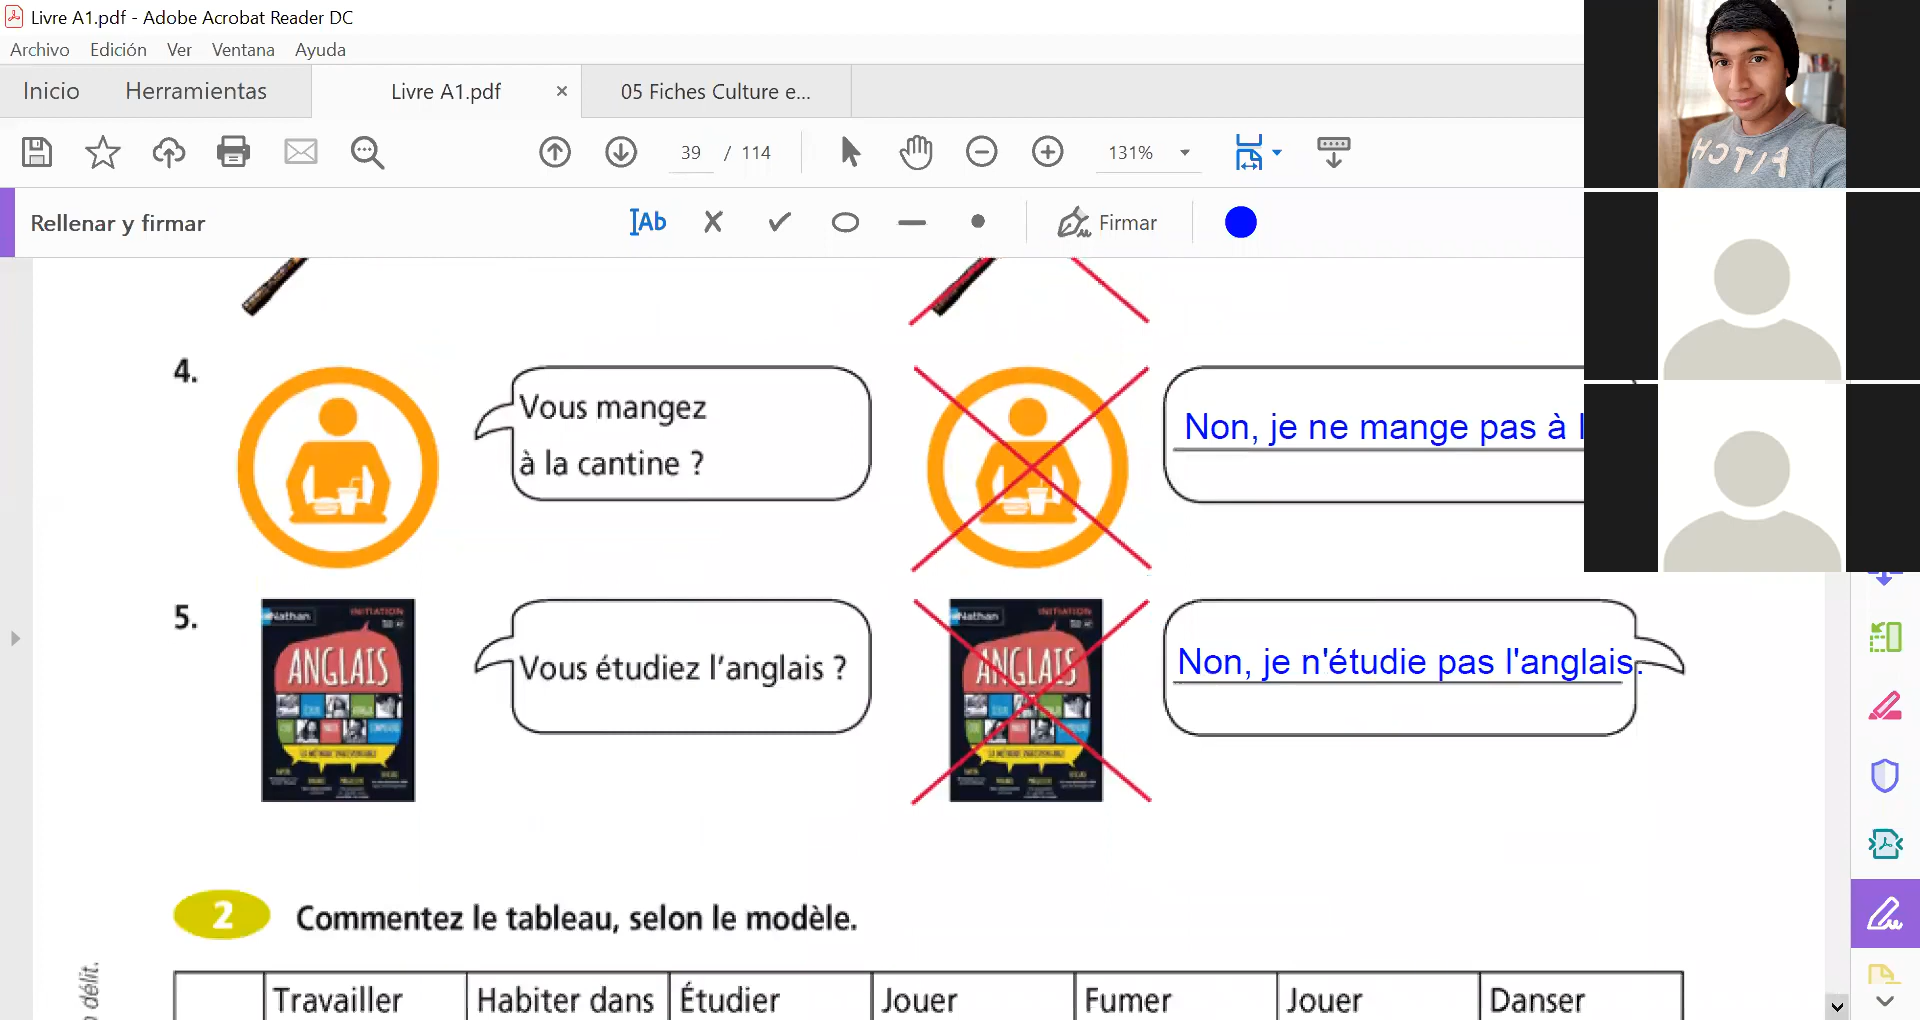 Livre A1.pdf - Adobe Acrobat Reader DC
Archivo Edición Ver Ventana Ayuda
Inicio Herramientas Livre A1.pdf × 05 Fiches Culture e...
39 / 114 131%
Rellenar y firmar Ab Firmar
4.
Vous mangez
à la cantine ?
Non, je ne mange pas à l
5.
Nathan INITIATION
ANGLAIS
Vous étudiez l'anglais ?
Nathan INITIATION
ANGLAIS
Non, je n'étudie pas l'anglais.
2 Commentez le tableau, selon le modèle.
délit.
Travailler Habiter dans Étudier Jouer Fumer Jouer Danser